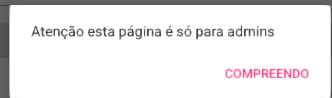 Atenção esta página é só para admins
COMPREENDO